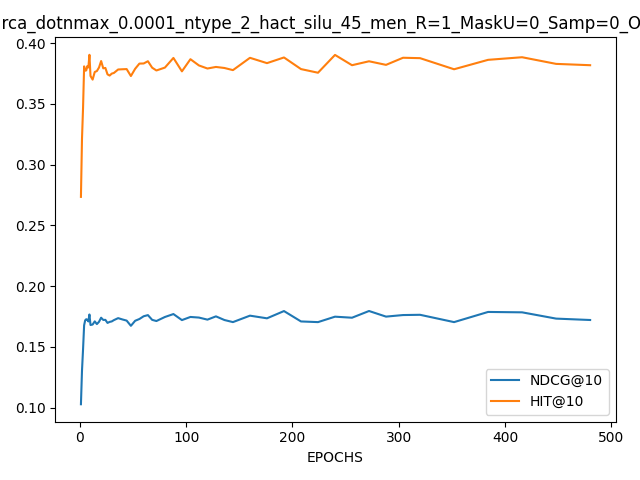 rca_dotnmax_0.0001_ntype_2_hact_silu_45_men_R=1_MaskU=0_Samp=0_O
0.40
0.35
0.30
0.25
0.20
0.15
0.10
NDCG@10
HIT@10
0 100 200 300 400 500
EPOCHS